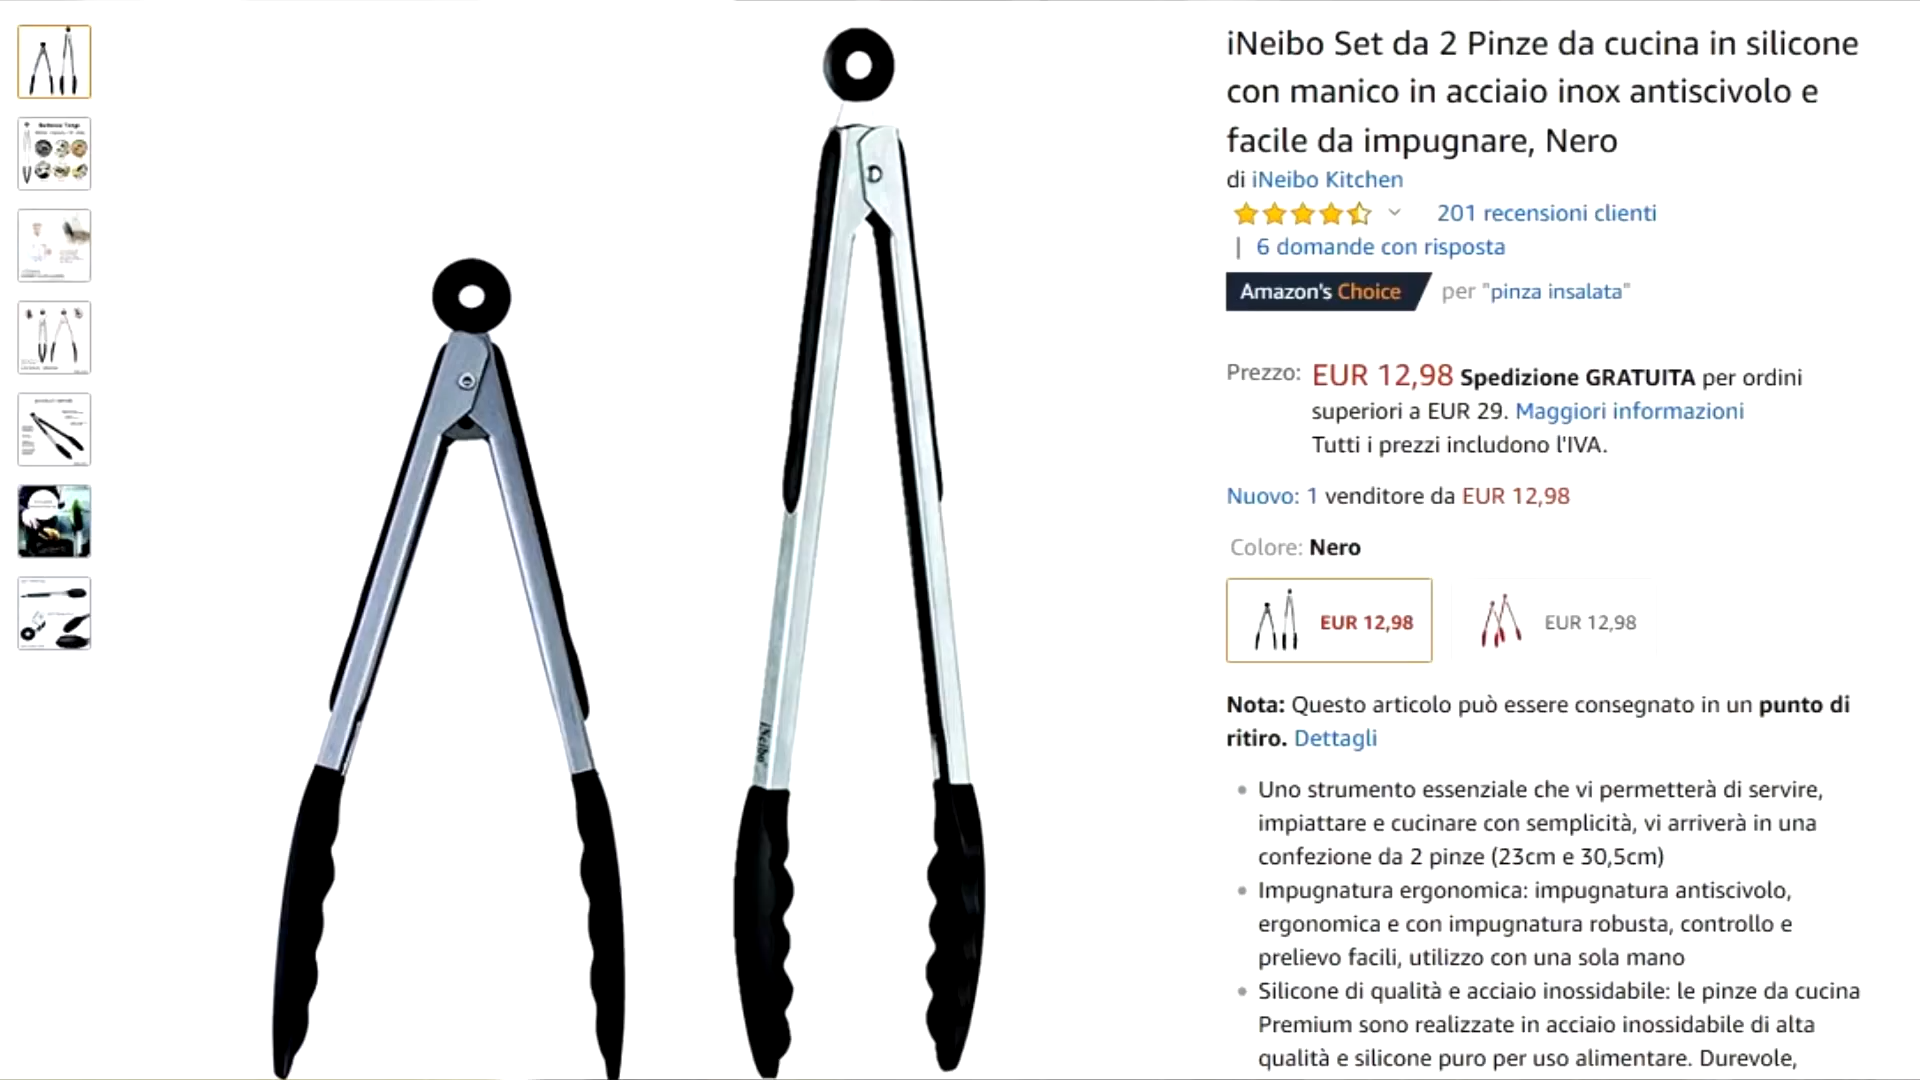 iNeibo Set da 2 Pinze da cucina in silicone
con manico in acciaio inox antiscivolo e
facile da impugnare, Nero
di iNeibo Kitchen
201 recensioni clienti
| 6 domande con risposta
Amazon's Choice per "pinza insalata"
Prezzo: EUR 12,98 Spedizione GRATUITA per ordini
superiori a EUR 29. Maggiori informazioni
Tutti i prezzi includono l'IVA.
Nuovo: 1 venditore da EUR 12,98
Colore: Nero
EUR 12,98 EUR 12,98
Nota: Questo articolo può essere consegnato in un punto di
ritiro. Dettagli
Uno strumento essenziale che vi permetterà di servire,
impiattare e cucinare con semplicità, vi arriverà in una
confezione da 2 pinze (23cm e 30,5cm)
Impugnatura ergonomica: impugnatura antiscivolo,
ergonomica e con impugnatura robusta, controllo e
prelievo facili, utilizzo con una sola mano
Silicone di qualità e acciaio inossidabile: le pinze da cucina
Premium sono realizzate in acciaio inossidabile di alta
qualità e silicone puro per uso alimentare. Durevole,
iNeibo